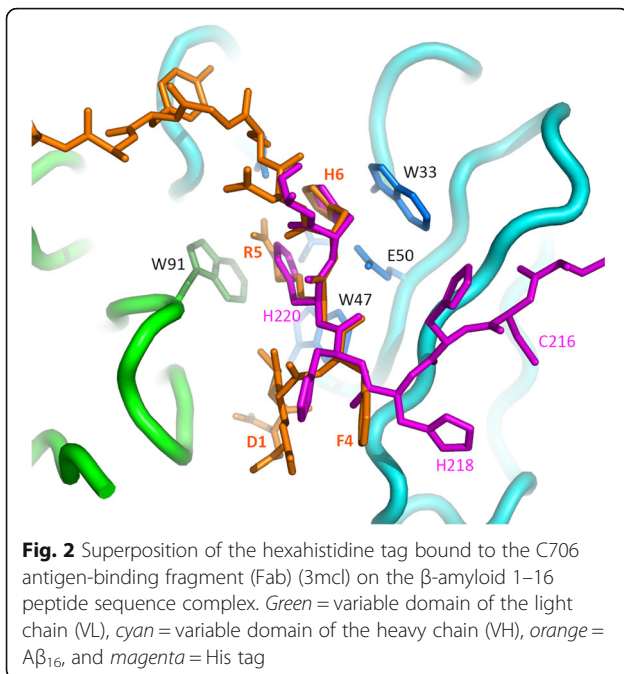 W33
H6
E50
R5
W91
W47
C216
H220
D1
F4
H218
Fig. 2 Superposition of the hexahistidine tag bound to the C706
antigen-binding fragment (Fab) (3mcl) on the β-amyloid 1–16
peptide sequence complex. Green = variable domain of the light
chain (VL), cyan = variable domain of the heavy chain (VH), orange =
Aβ₁₆, and magenta = His tag